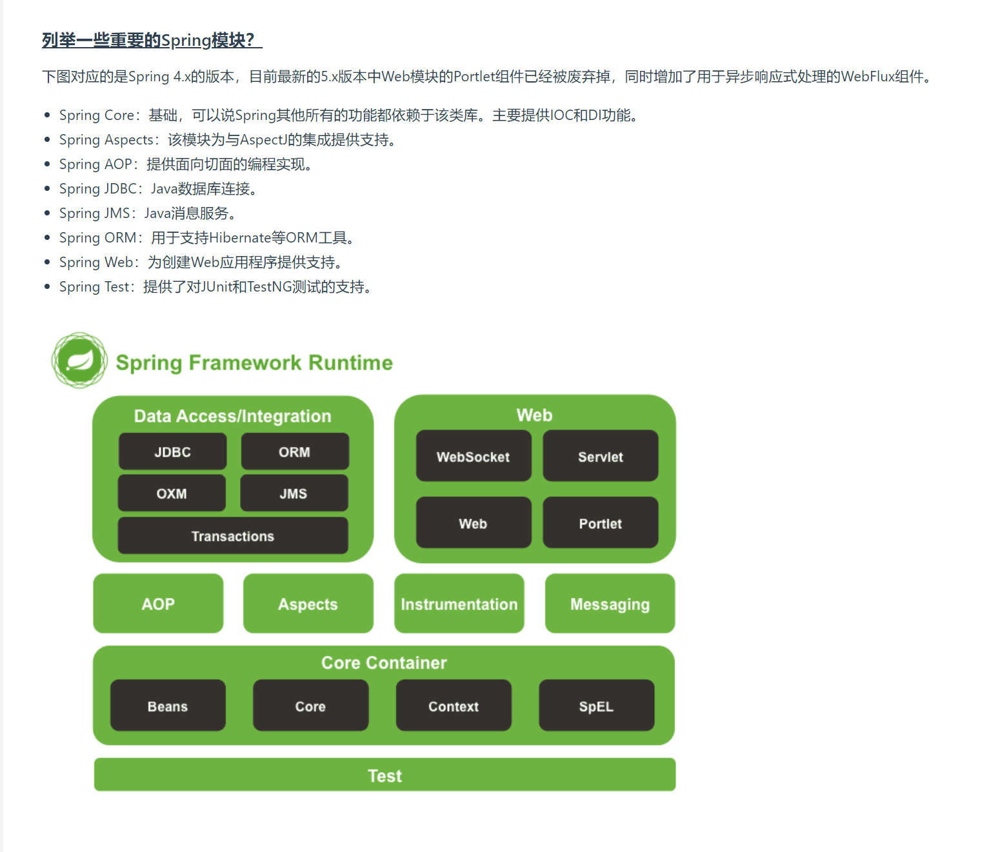 列举一些重要的Spring模块？
下图对应的是Spring 4.x的版本，目前最新的5.x版本中Web模块的Portlet组件已经被废弃掉，同时增加了用于异步响应式处理的WebFlux组件。
Spring Core：基础，可以说Spring其他所有的功能都依赖于该类库。主要提供IOC和DI功能。
Spring Aspects：该模块为与AspectJ的集成提供支持。
Spring AOP：提供面向切面的编程实现。
Spring JDBC：Java数据库连接。
Spring JMS：Java消息服务。
Spring ORM：用于支持Hibernate等ORM工具。
Spring Web：为创建Web应用程序提供支持。
Spring Test：提供了对JUnit和TestNG测试的支持。
Spring Framework Runtime
Data Access/Integration
JDBC
ORM
OXM
JMS
Transactions
Web
WebSocket
Servlet
Web
Portlet
AOP
Aspects
Instrumentation
Messaging
Core Container
Beans
Core
Context
SpEL
Test